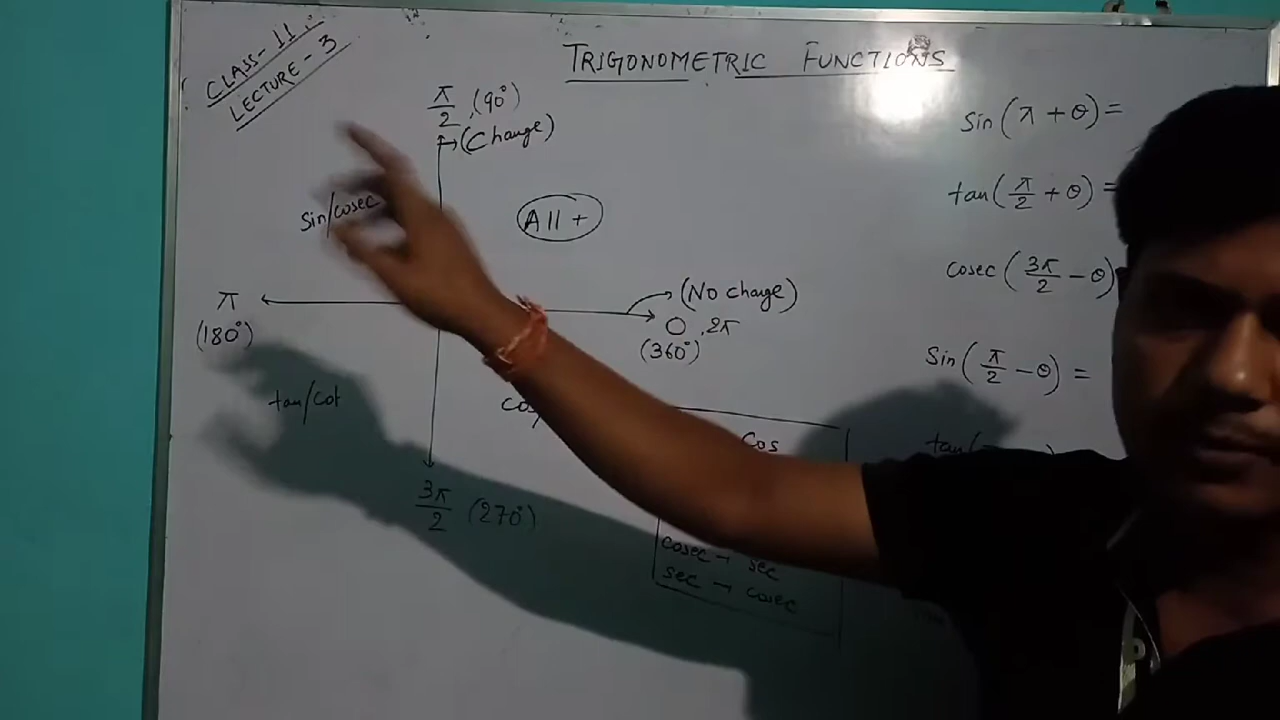 CLASS-11
LECTURE-3
TRIGONOMETRIC FUNCTIONS
π/2, (90°)
(Change)
Sin/cosec
All +
π
(180°)
(No change)
0, 2π
(360°)
tan/cot
3π/2 (270°)
Cos
cosec → sec
sec → cosec
Sin(π + θ) =
tan(π/2 + θ) =
cosec(3π/2 - θ)
Sin(π/2 - θ) =
tan(